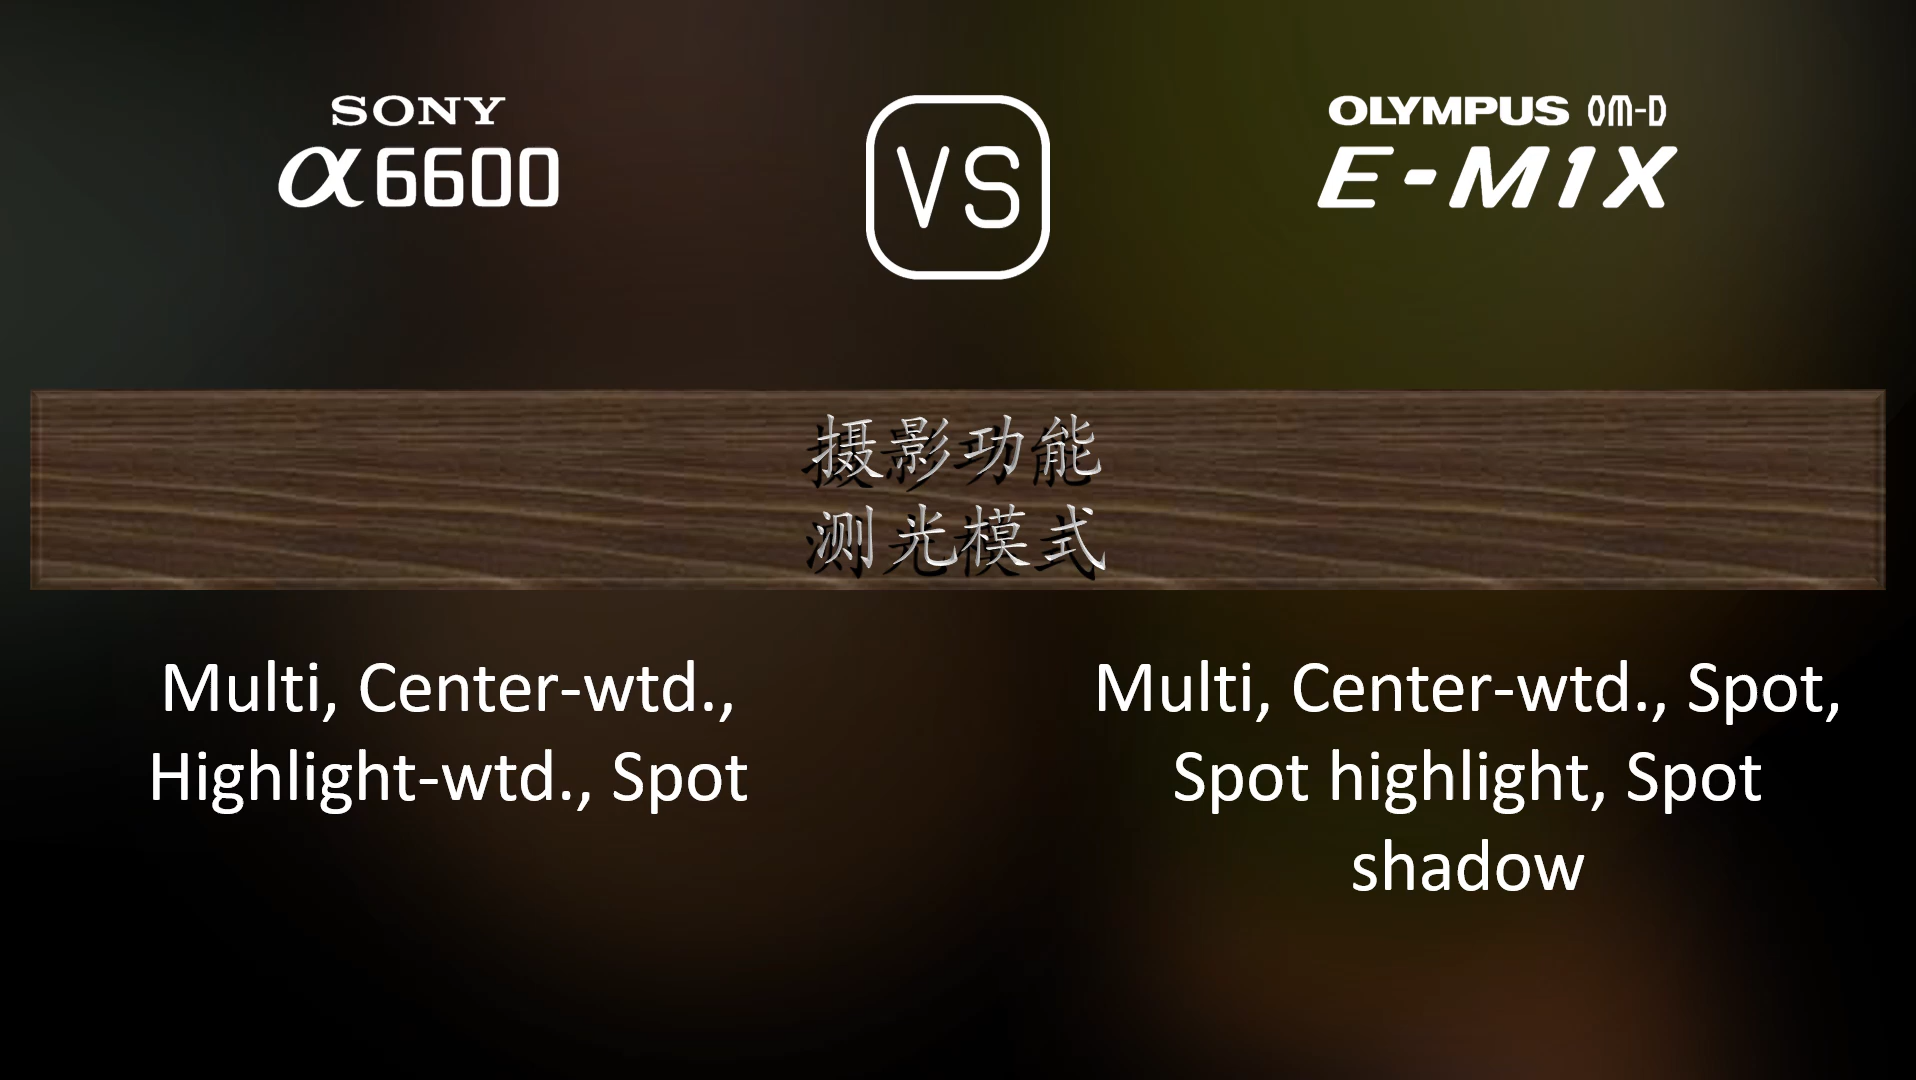 SONY
α6600
VS
OLYMPUS OM-D
E-M1X
摄影功能
测光模式
Multi, Center-wtd.,
Highlight-wtd., Spot
Multi, Center-wtd., Spot,
Spot highlight, Spot
shadow